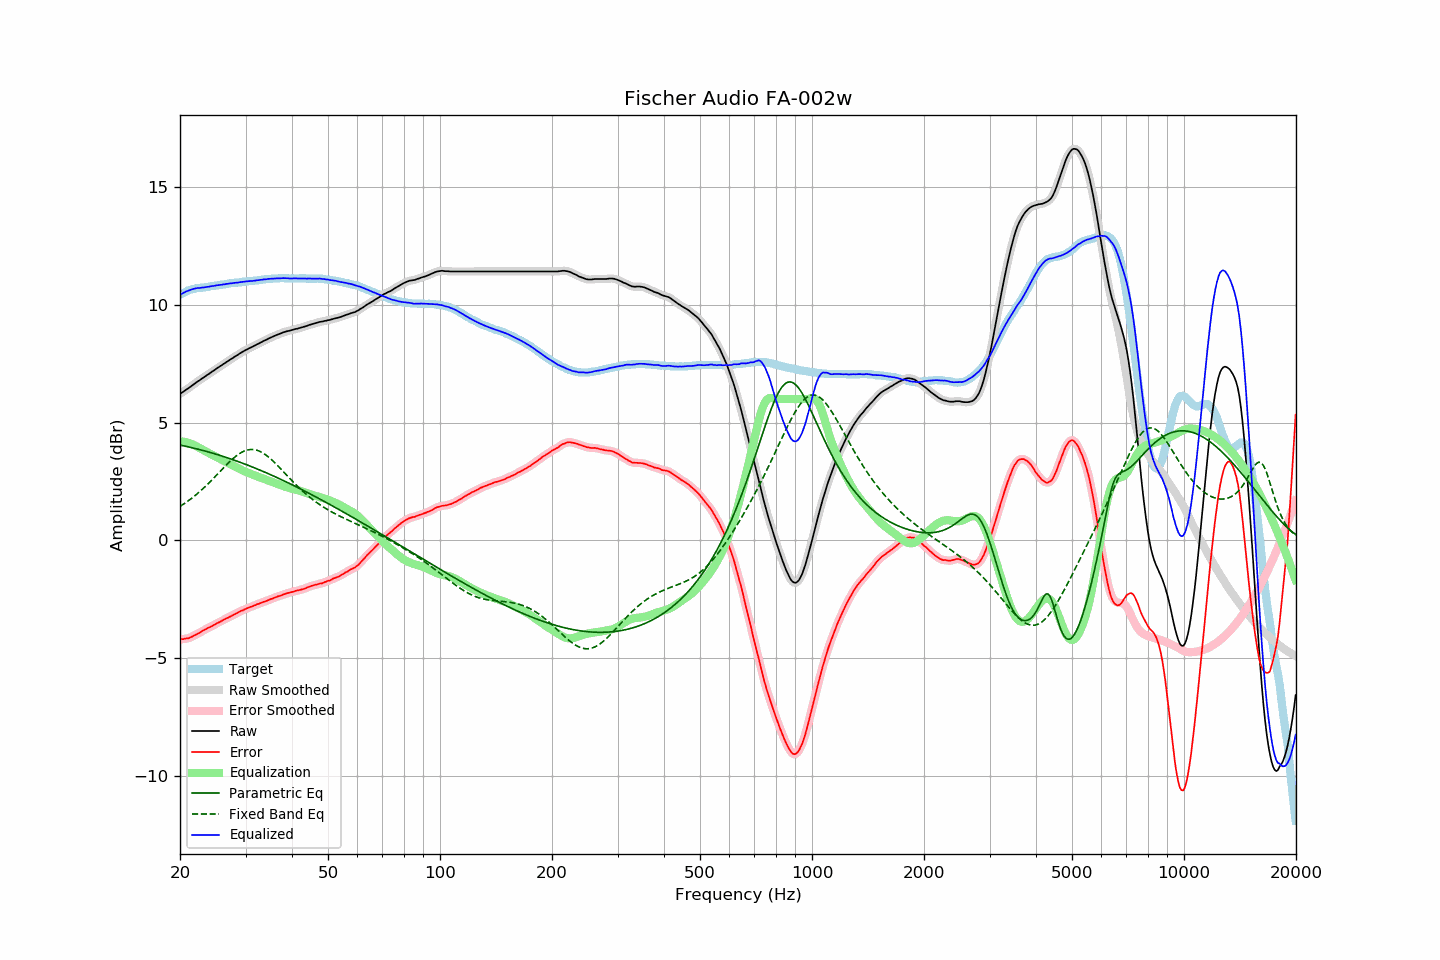 Fischer Audio FA-002w
Amplitude (dBr)
15
10
5
0
−5
−10
Target
Raw Smoothed
Error Smoothed
Raw
Error
Equalization
Parametric Eq
Fixed Band Eq
Equalized
20 50 100 200 500 1000 2000 5000 10000 20000
Frequency (Hz)